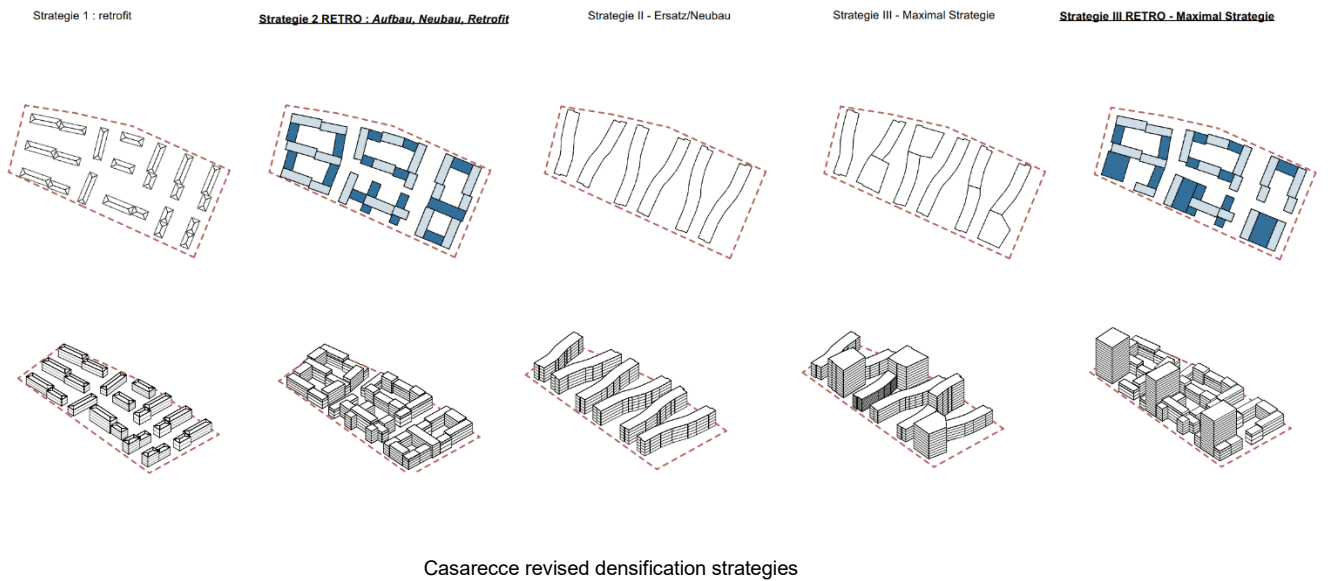 Strategie 1 : retrofit
Strategie 2 RETRO : Aufbau, Neubau, Retrofit
Strategie II - Ersatz/Neubau
Strategie III - Maximal Strategie
Strategie III RETRO - Maximal Strategie
Casarecce revised densification strategies